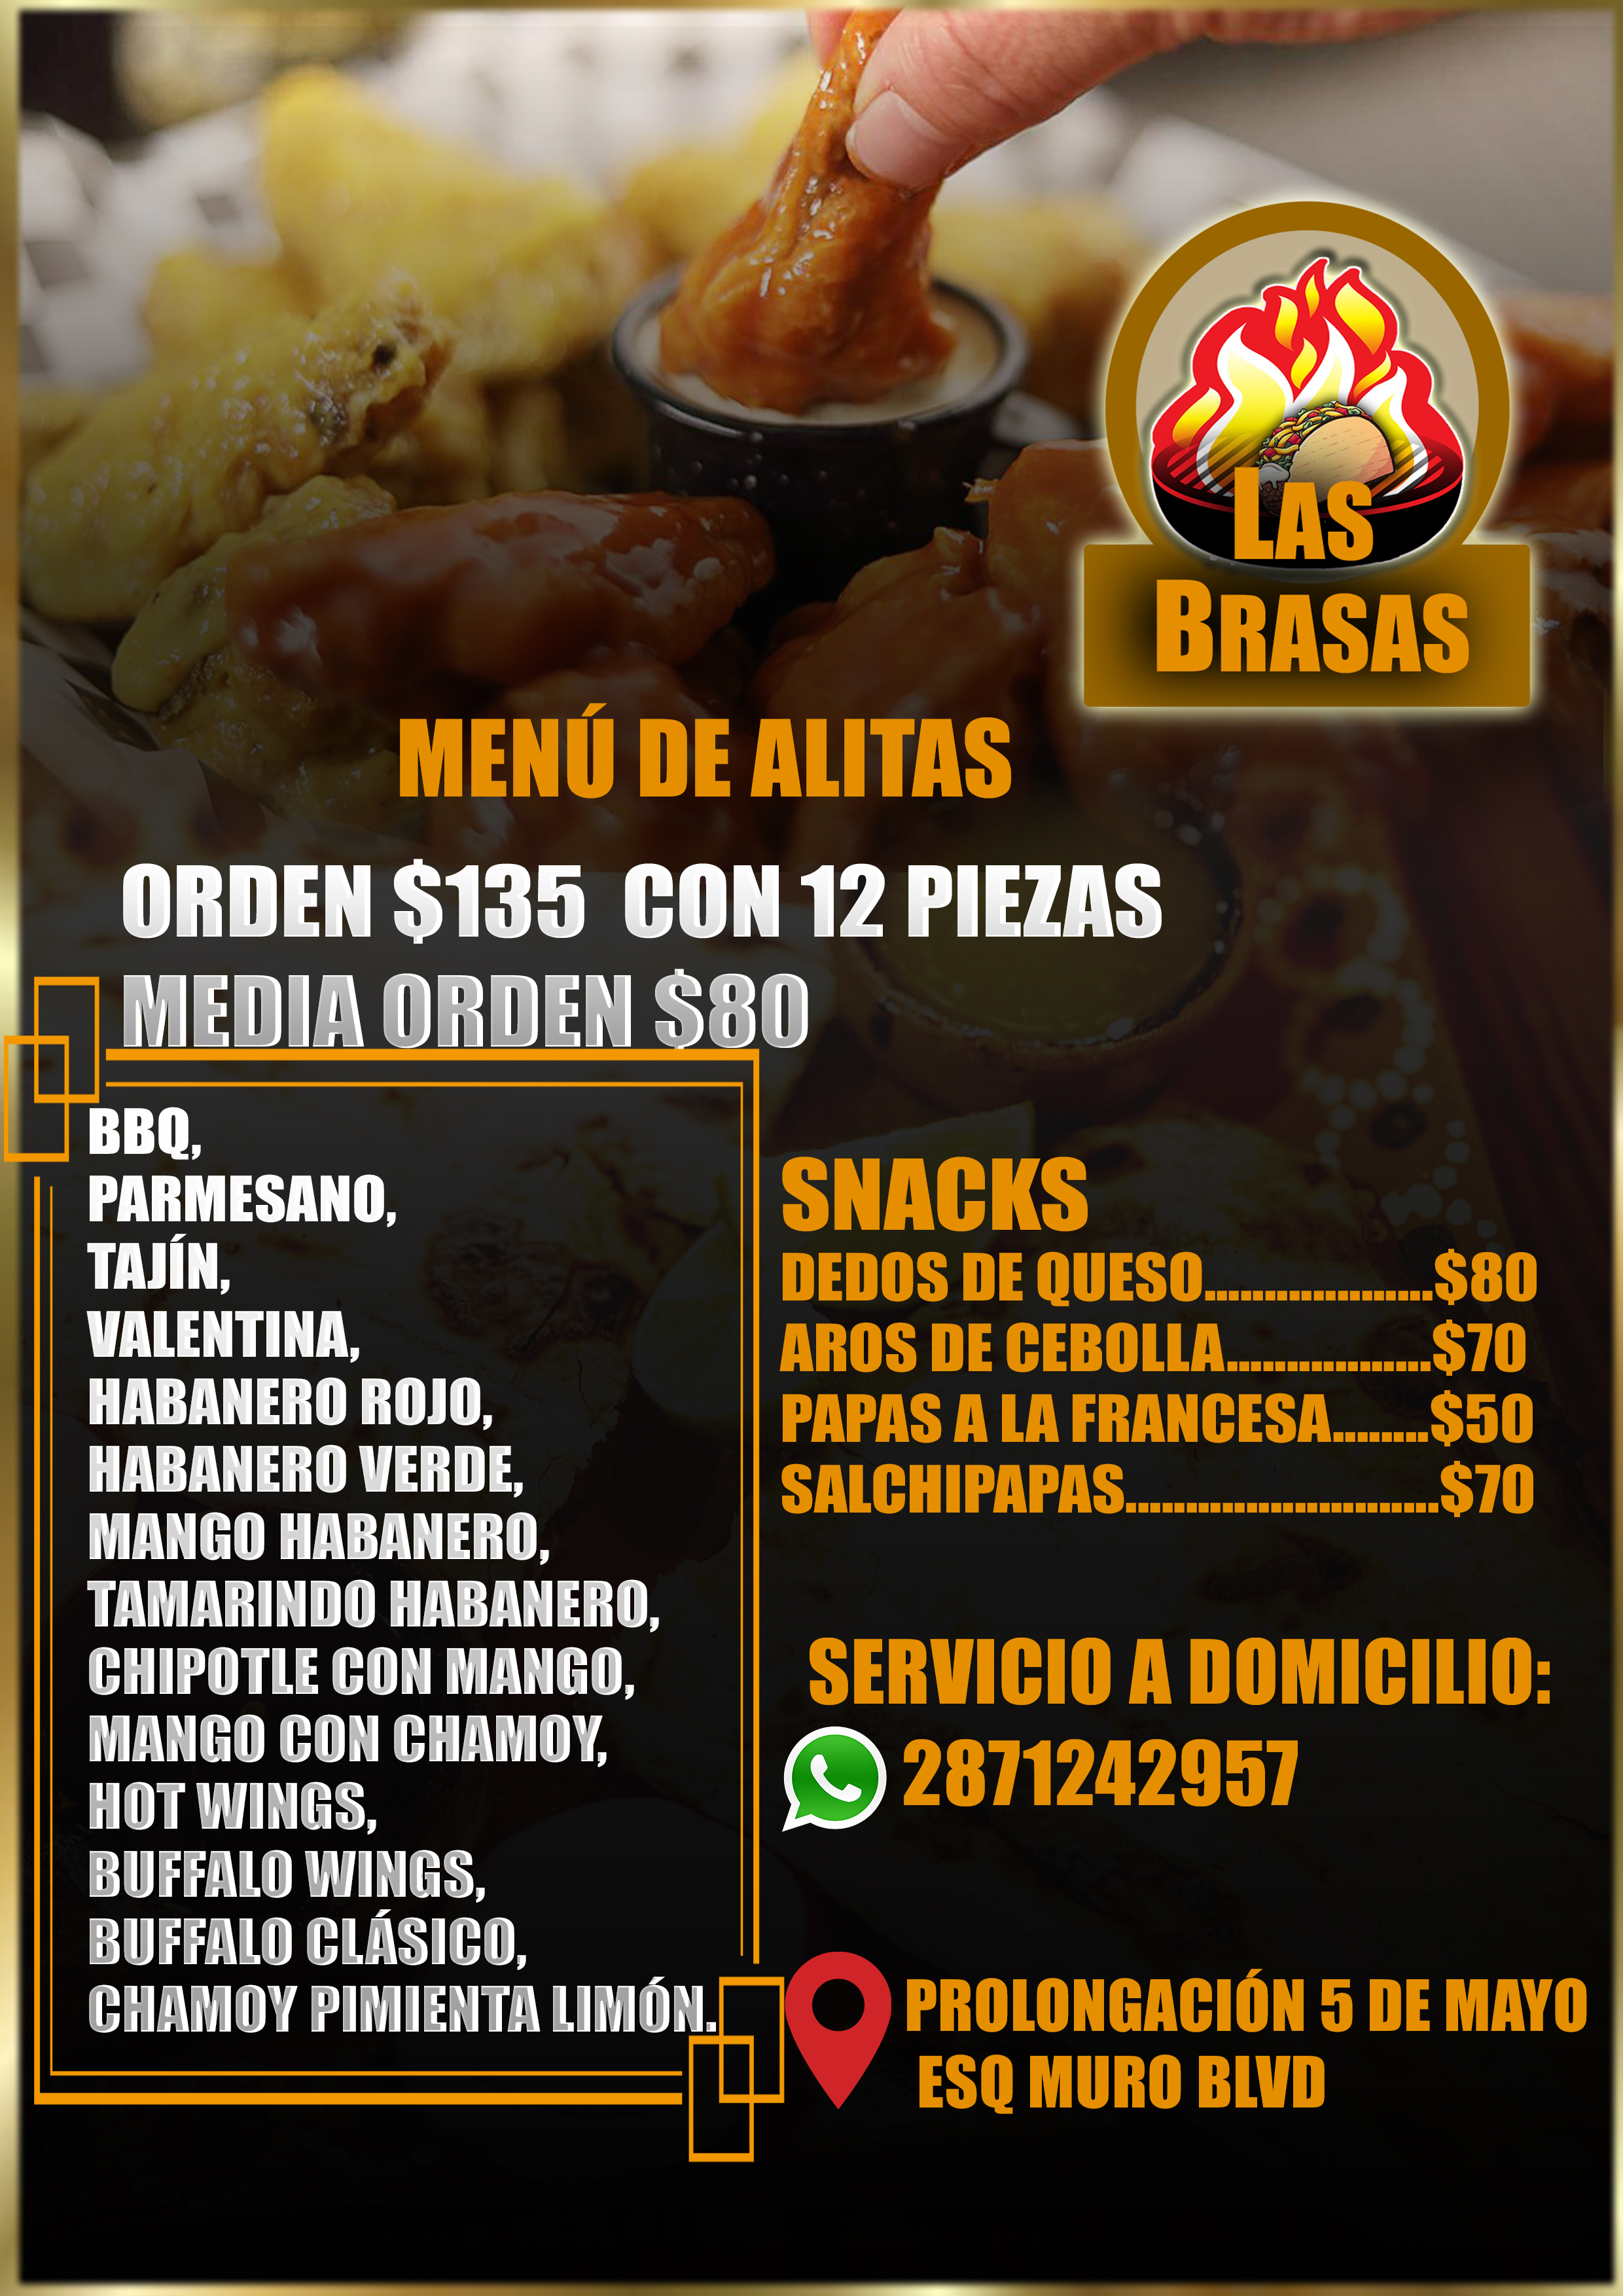 LAS
BRASAS
MENÚ DE ALITAS
ORDEN $135 CON 12 PIEZAS
MEDIA ORDEN $80
BBQ,
PARMESANO,
TAJÍN,
VALENTINA,
HABANERO ROJO,
HABANERO VERDE,
MANGO HABANERO,
TAMARINDO HABANERO,
CHIPOTLE CON MANGO,
MANGO CON CHAMOY,
HOT WINGS,
BUFFALO WINGS,
BUFFALO CLÁSICO,
CHAMOY PIMIENTA LIMÓN.
SNACKS
DEDOS DE QUESO...................$80
AROS DE CEBOLLA.................$70
PAPAS A LA FRANCESA........$50
SALCHIPAPAS..........................$70
SERVICIO A DOMICILIO:
2871242957
PROLONGACIÓN 5 DE MAYO
ESQ MURO BLVD